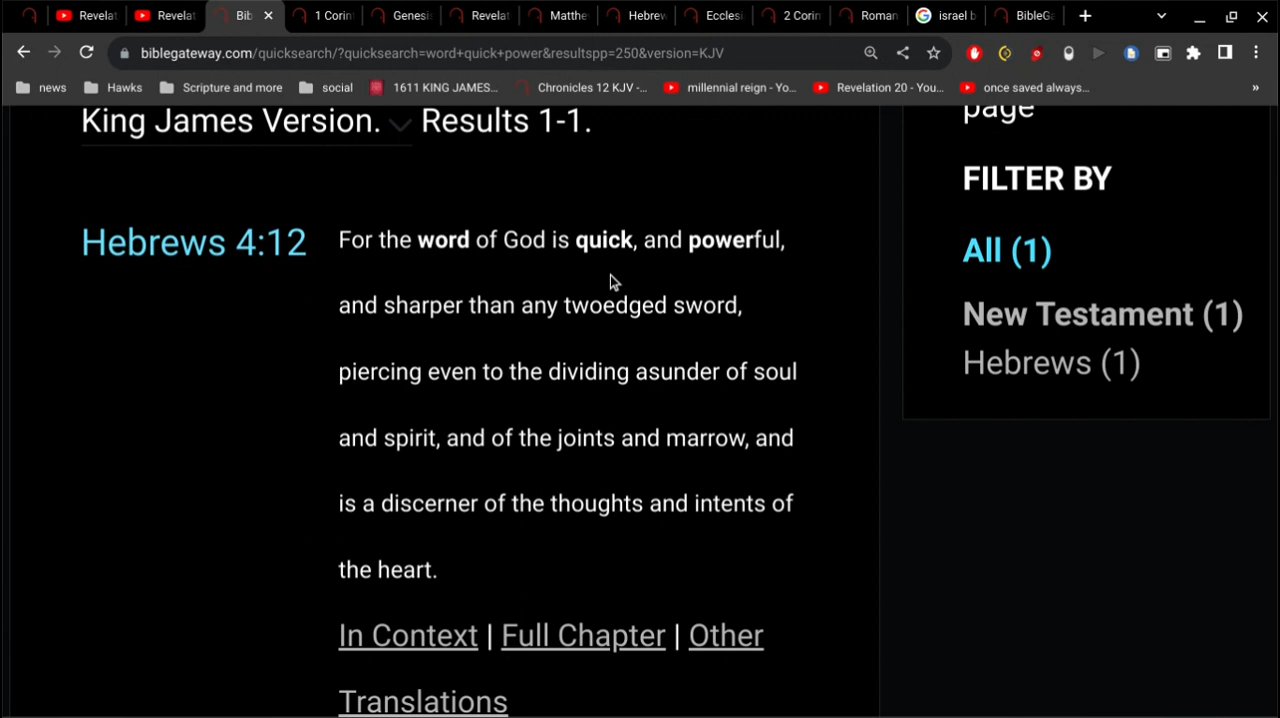 Revelat
Revelat
Bib
1 Corin
Genesi
Revelat
Matthe
Hebrew
Ecclesi
2 Corin
Roman
israel b
BibleGa
biblegateway.com/quicksearch/?quicksearch=word+quick+power&resultspp=250&version=KJV
news
Hawks
Scripture and more
social
1611 KING JAMES...
Chronicles 12 KJV -...
millennial reign - Yo...
Revelation 20 - You...
once saved always...
»
King James Version. Results 1-1.
Hebrews 4:12
For the word of God is quick, and powerful,
and sharper than any twoedged sword,
piercing even to the dividing asunder of soul
and spirit, and of the joints and marrow, and
is a discerner of the thoughts and intents of
the heart.
In Context | Full Chapter | Other
Translations
page
FILTER BY
All (1)
New Testament (1)
Hebrews (1)